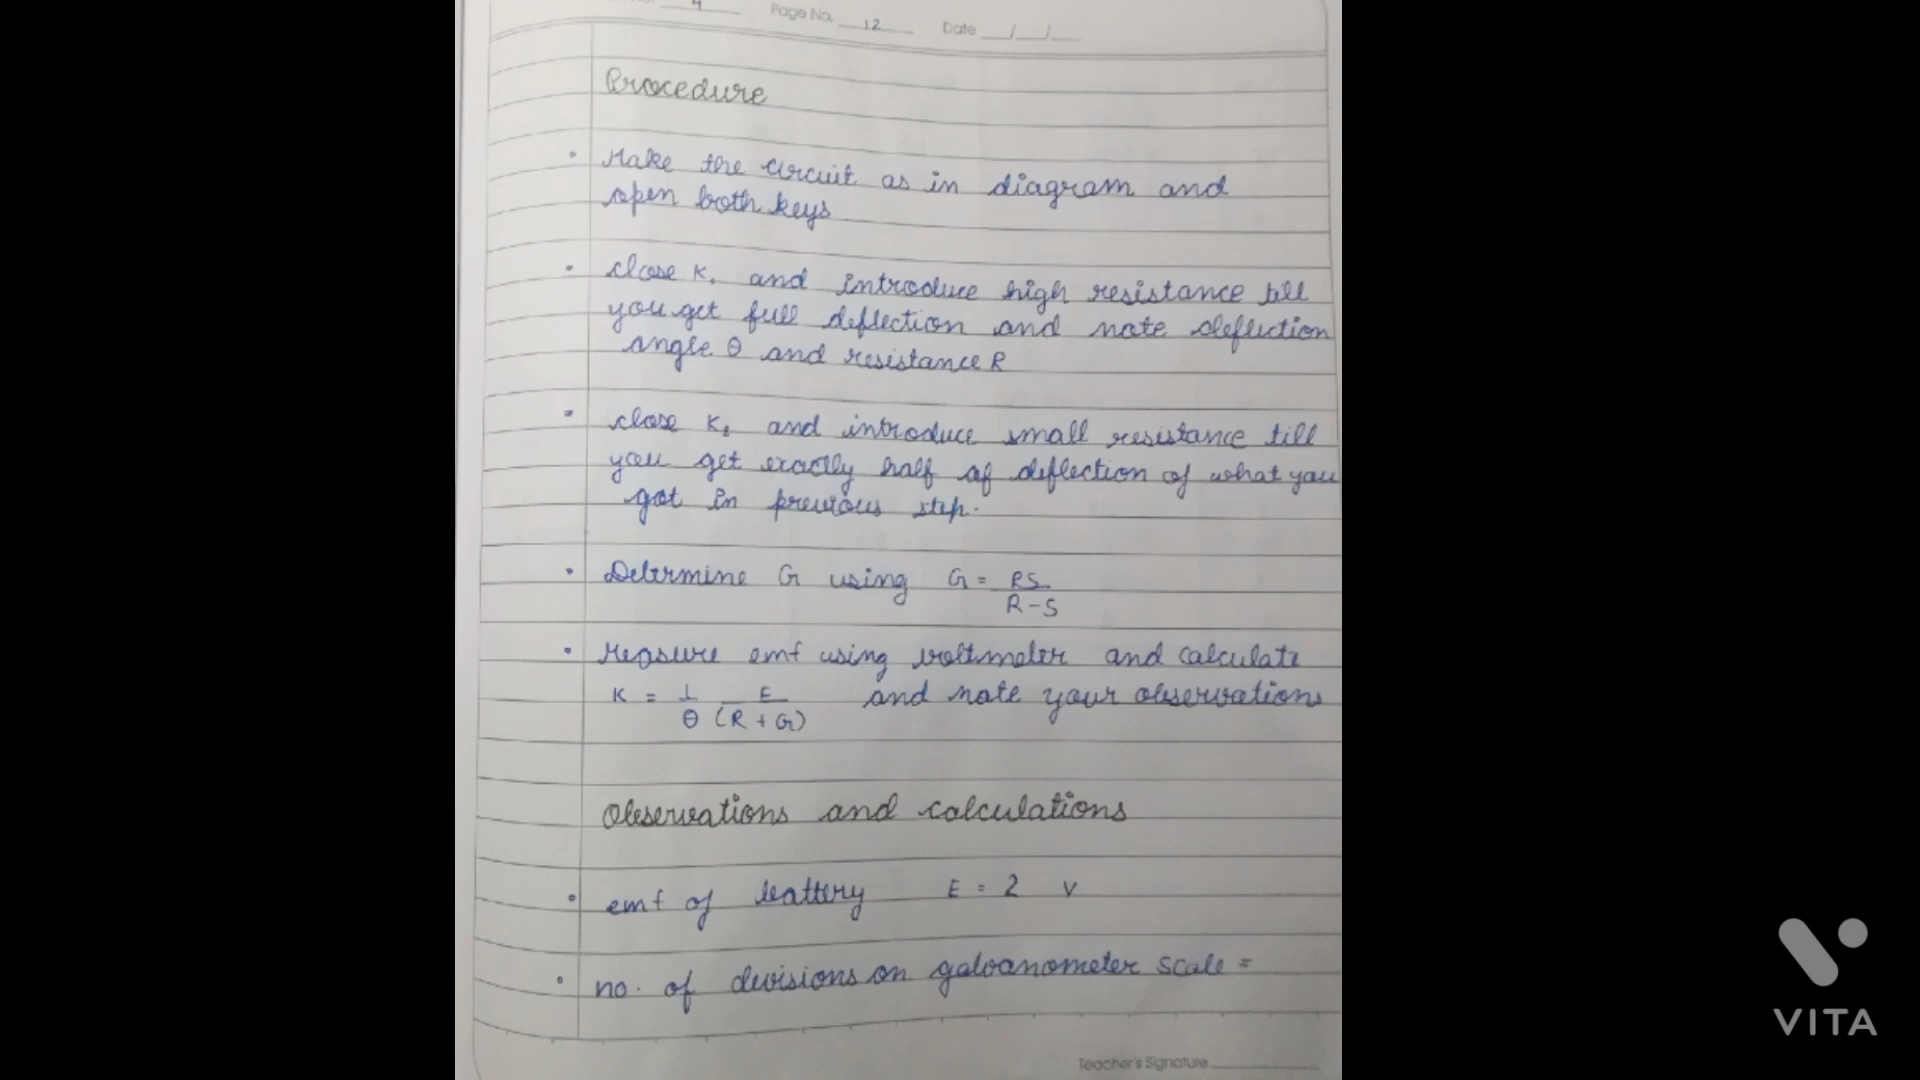 4 Page No. 12 Date __/__/__
Procedure
• Make the circuit as in diagram and
open both keys
• close K₁ and introduce high resistance till
you get full deflection and note deflection
angle θ and resistance R
• close K₂ and introduce small resistance till
you get exactly half of deflection of what you
got in previous step.
• Determine G using G = RS
R - S
• Measure emf using voltmeter and calculate
K = 1 E and note your observations
θ (R + G)
Observations and calculations
• emf of battery E = 2 V
• no. of divisions on galvanometer scale =
Teacher's Signature
VITA